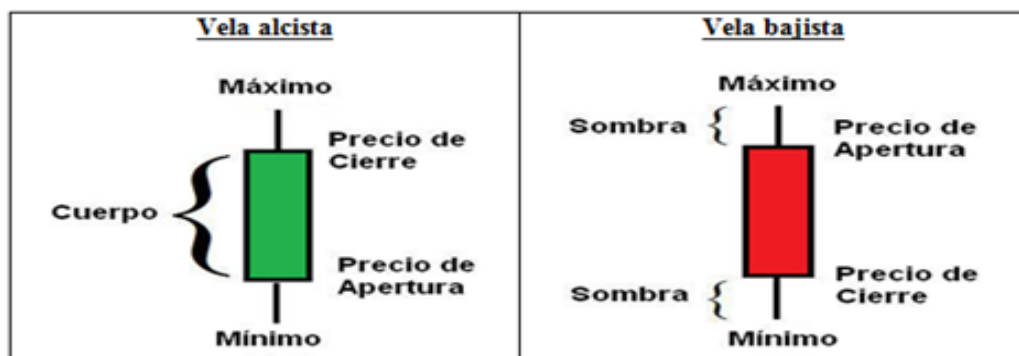 Vela alcista
Máximo
Precio de
Cierre
Cuerpo
Precio de
Apertura
Mínimo
Vela bajista
Máximo
Sombra
Precio de
Apertura
Sombra
Precio de
Cierre
Mínimo